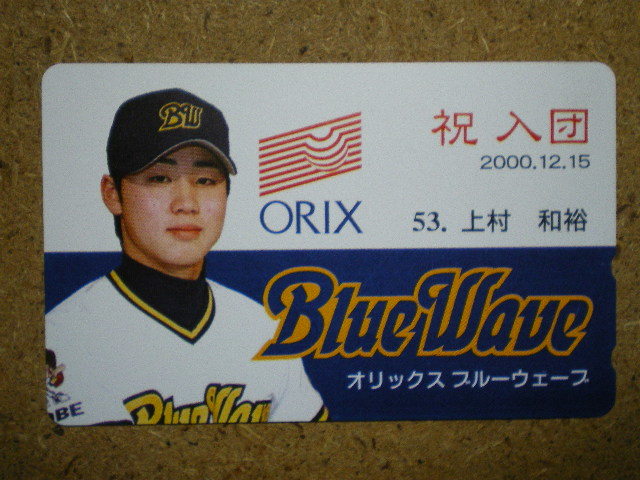 BW
祝 入団
2000.12.15
ORIX
53. 上村 和裕
BlueWave
オリックス ブルーウェーブ
BlueWave